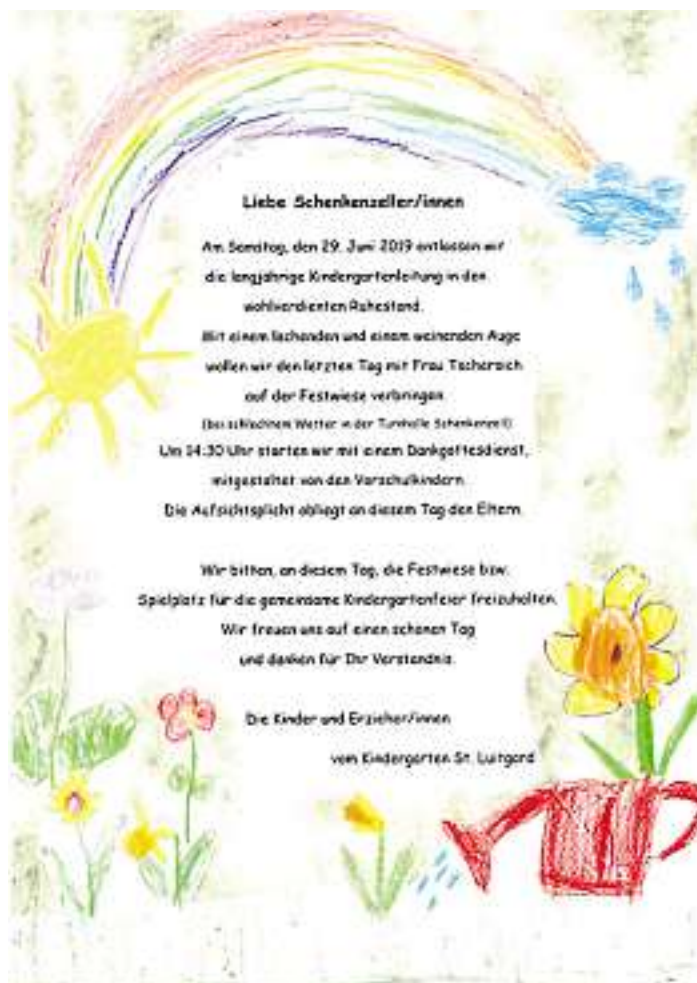 Liebe Schenkenzeller/innen
Am Samstag, den 29. Juni 2019 entlassen wir
die langjährige Kindergartenleitung in den
wohlverdienten Ruhestand.
Mit einem lachenden und einem weinenden Auge
wollen wir den letzten Tag mit Frau
auf der Festwiese verbringen.
(bei schlechtem Wetter in der Turnhalle Schenkenzell)
Um 14:30 Uhr starten wir mit einem Dankgottesdienst,
mitgestaltet von den Vorschulkindern.
Die Aufsichtsplicht obliegt an diesem Tag den Eltern.
Wir bitten, an diesem Tag, die Festwiese bzw.
Spielplatz für die gemeinsame Kindergartenfeier freizuhalten.
Wir freuen uns auf einen schönen Tag
und danken für Ihr Verständnis.
Die Kinder und Erzieher/innen
vom Kindergarten St. Luitgard